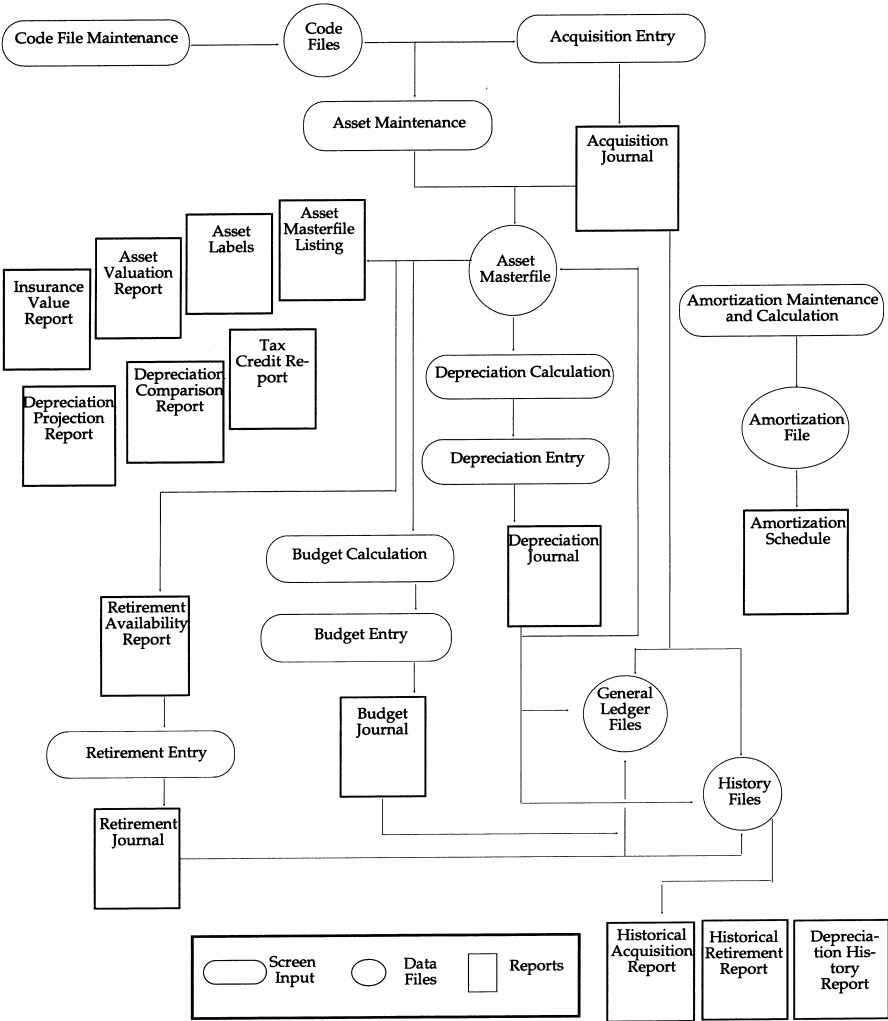 Code File Maintenance
Code
Files
Acquisition Entry
Asset Maintenance
Acquisition
Journal
Asset
Masterfile
Listing
Asset
Labels
Asset
Valuation
Report
Insurance
Value
Report
Asset
Masterfile
Amortization Maintenance
and Calculation
Tax
Credit Re-
port
Depreciation
Comparison
Report
Depreciation
Projection
Report
Depreciation Calculation
Amortization
File
Depreciation Entry
Amortization
Schedule
Depreciation
Journal
Budget Calculation
Retirement
Availability
Report
Budget Entry
General
Ledger
Files
Budget
Journal
Retirement Entry
History
Files
Retirement
Journal
Historical
Acquisition
Report
Historical
Retirement
Report
Deprecia-
tion His-
tory
Report
Screen
Input
Data
Files
Reports